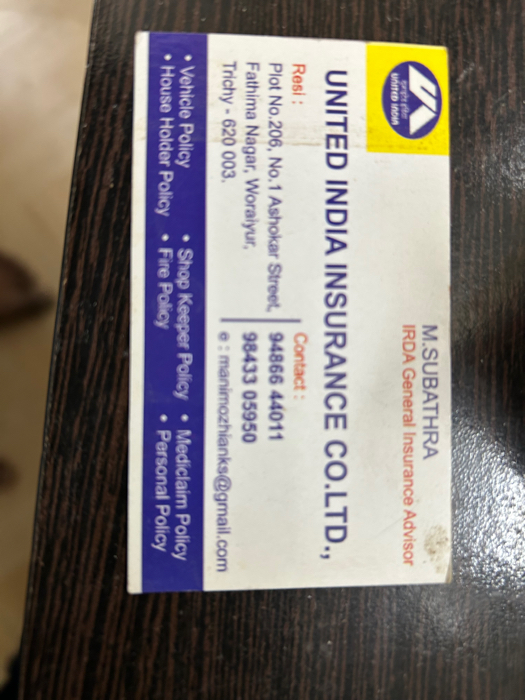 M.SUBATHRA
IRDA General Insurance Advisor
UNITED INDIA
UNITED INDIA INSURANCE CO.LTD.,
Resi :
Plot No.206, No.1 Ashokar Street,
Fathima Nagar, Woraiyur,
Trichy - 620 003.
Contact :
94866 44011
98433 05950
e : manimozhianks@gmail.com
• Vehicle Policy • Shop Keeper Policy • Mediclaim Policy
• House Holder Policy • Fire Policy • Personal Policy